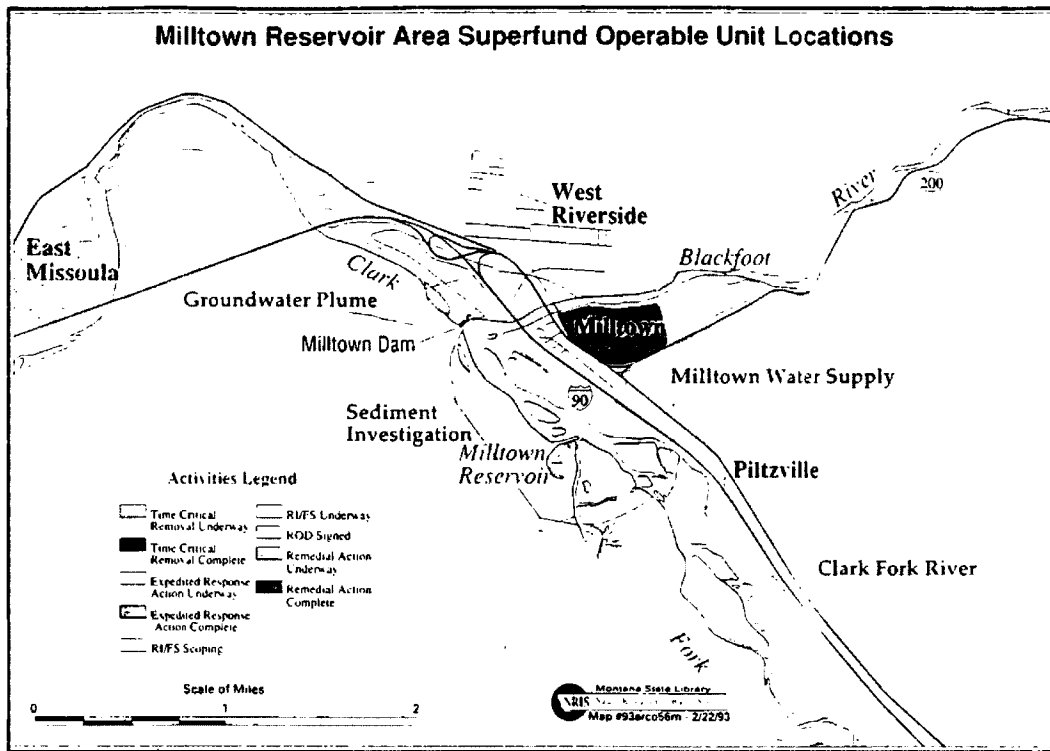 Milltown Reservoir Area Superfund Operable Unit Locations
River
200
West
Riverside
East
Missoula
Clark
Blackfoot
Groundwater Plume
Milltown
Milltown Dam
Milltown Water Supply
90
Sediment
Investigation
Milltown
Reservoir
Piltzville
Clark Fork River
Fork
Activities Legend
Time Critical
Removal Underway
Time Critical
Removal Complete
Expedited Response
Action Underway
Expedited Response
Action Complete
RI/FS Scoping
RI/FS Underway
ROD Signed
Remedial Action
Underway
Remedial Action
Complete
Scale of Miles
0 1 2
NRIS
Montana State Library
Map #93arco56m - 2/22/93